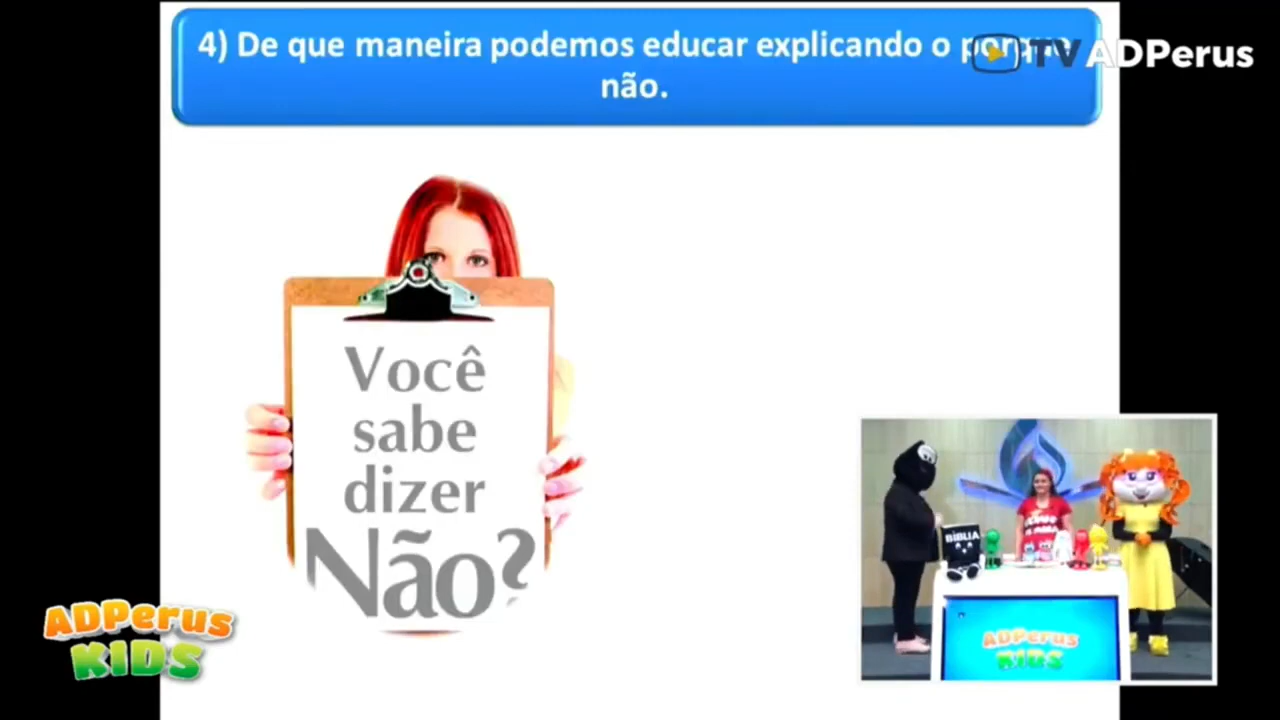 4) De que maneira podemos educar explicando o porque
não.
TV ADPerus
Você
sabe
dizer
Não?
BÍBLIA
ADPerus
KIDS
ADPerus
KIDS